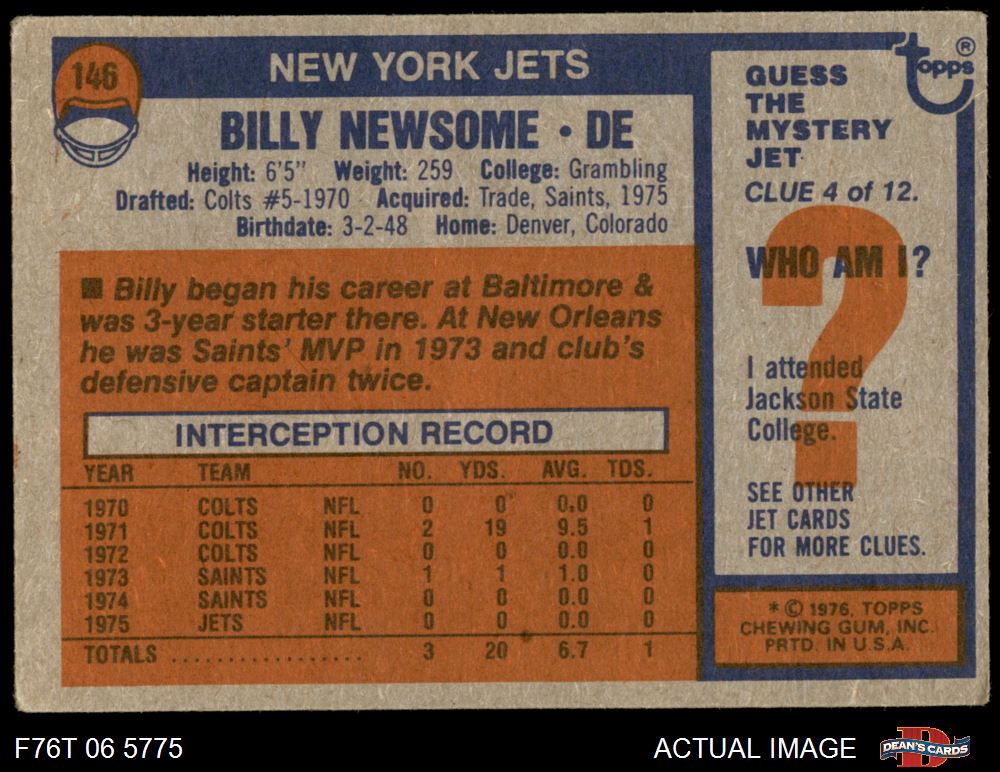 146
NEW YORK JETS
BILLY NEWSOME • DE
Height: 6'5" Weight: 259 College: Grambling
Drafted: Colts #5-1970 Acquired: Trade, Saints, 1975
Birthdate: 3-2-48 Home: Denver, Colorado
■ Billy began his career at Baltimore &
was 3-year starter there. At New Orleans
he was Saints' MVP in 1973 and club's
defensive captain twice.
INTERCEPTION RECORD
YEAR TEAM NO. YDS. AVG. TDS.
1970 COLTS NFL 0 0 0.0 0
1971 COLTS NFL 2 19 9.5 1
1972 COLTS NFL 0 0 0.0 0
1973 SAINTS NFL 1 1 1.0 0
1974 SAINTS NFL 0 0 0.0 0
1975 JETS NFL 0 0 0.0 0
TOTALS .................. 3 20 6.7 1
topps ®
GUESS
THE
MYSTERY
JET
CLUE 4 of 12.
?
WHO AM I?
I attended
Jackson State
College.
SEE OTHER
JET CARDS
FOR MORE CLUES.
* © 1976, TOPPS
CHEWING GUM, INC.
PRTD. IN U.S.A.
F76T 06 5775
ACTUAL IMAGE
D
DEAN'S CARDS